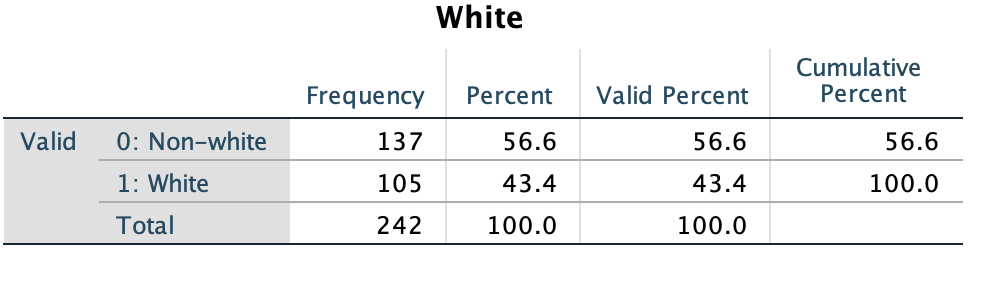 White
Frequency Percent Valid Percent Cumulative Percent
Valid 0: Non-white 137 56.6 56.6 56.6
1: White 105 43.4 43.4 100.0
Total 242 100.0 100.0